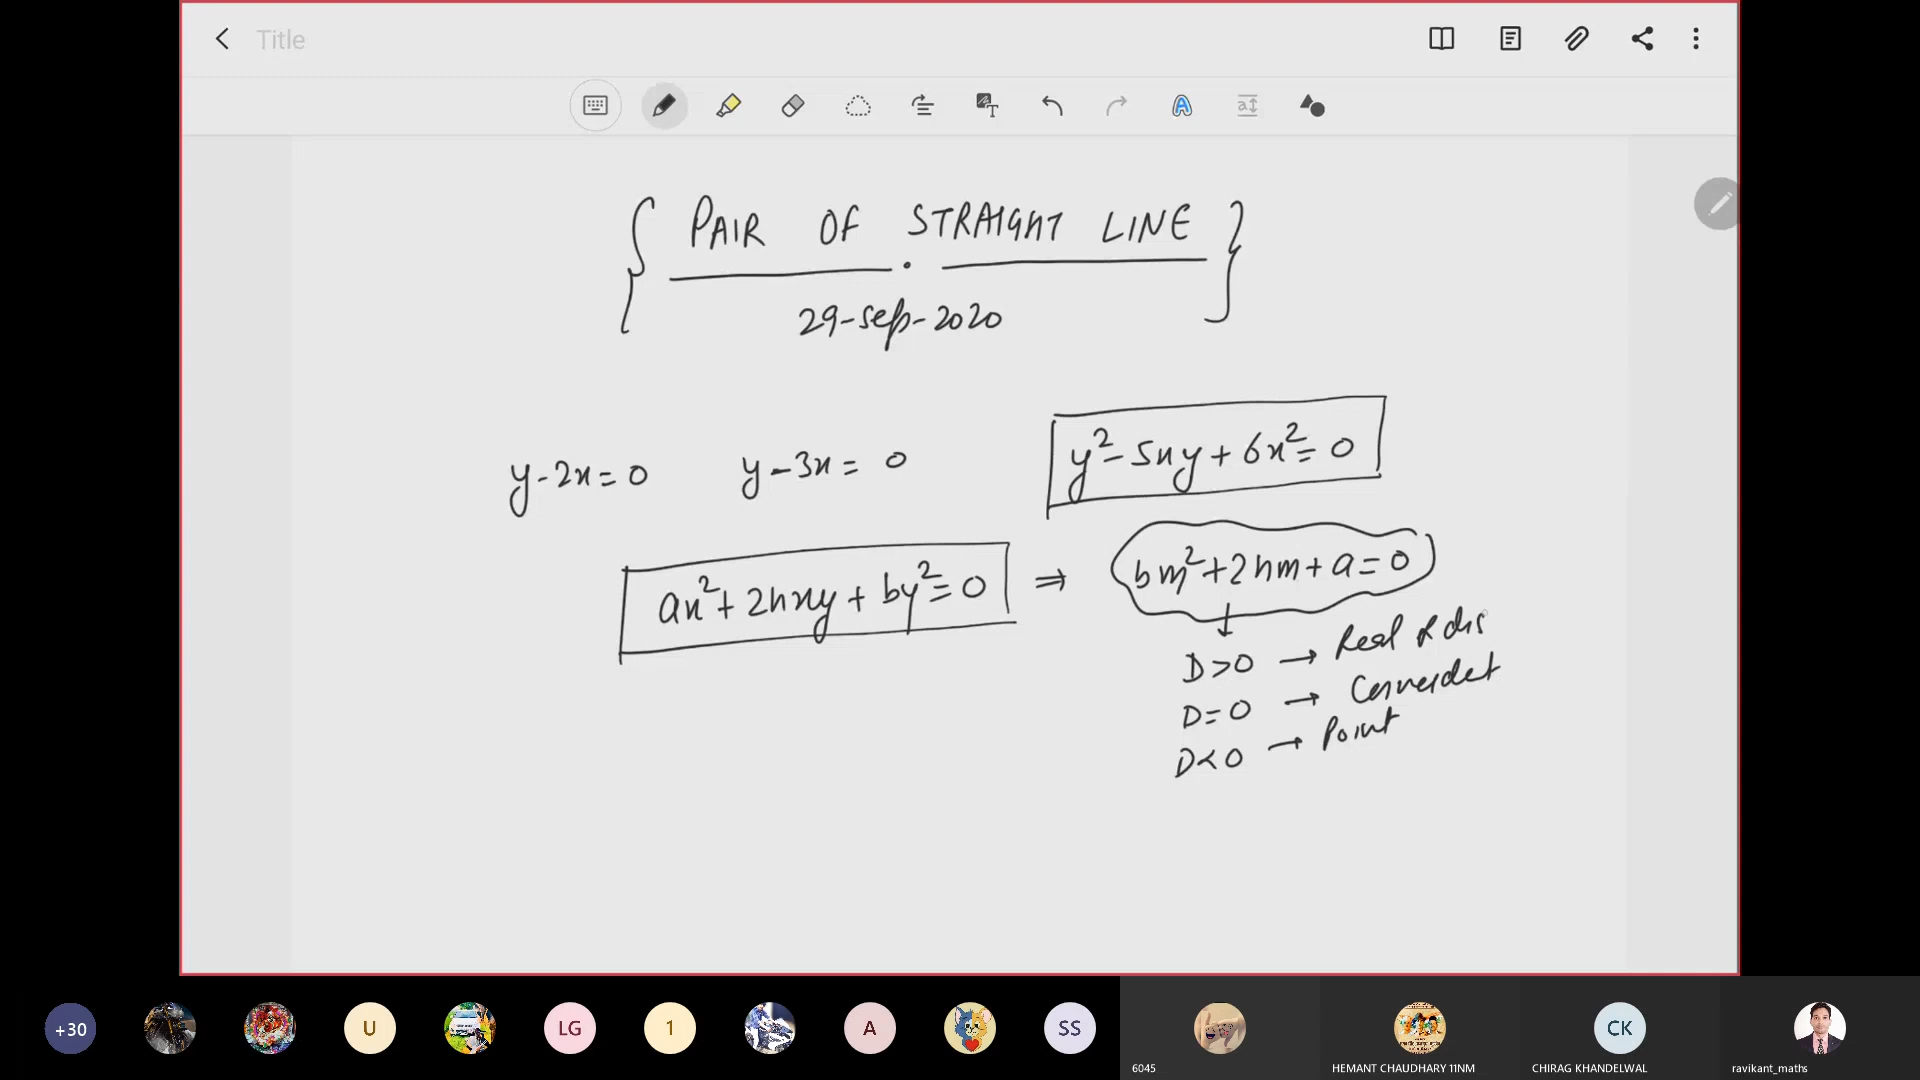 Title
PAIR OF STRAIGHT LINE
29-Sep-2020
y-2x=0 y-3x=0 y²-5xy+6x²=0
ax²+2hxy+by²=0 ⇒ bm²+2hm+a=0
D>0 → Real & dis
D=0 →
D<0 → Point
+30 U LG 1 A SS CK
6045 HEMANT CHAUDHARY 11NM CHIRAG KHANDELWAL ravikant_maths